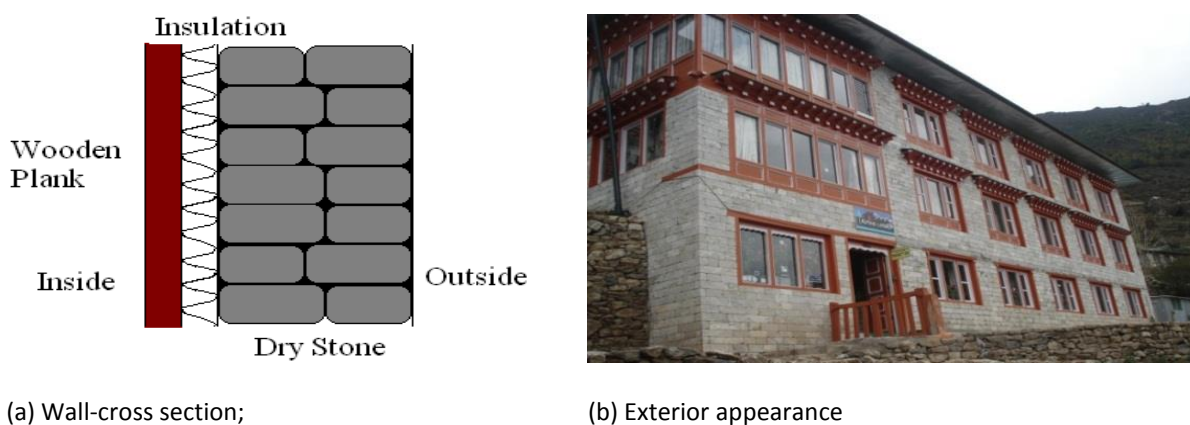 Insulation
Wooden
Plank
Inside
Outside
Dry Stone
(a) Wall-cross section;
(b) Exterior appearance